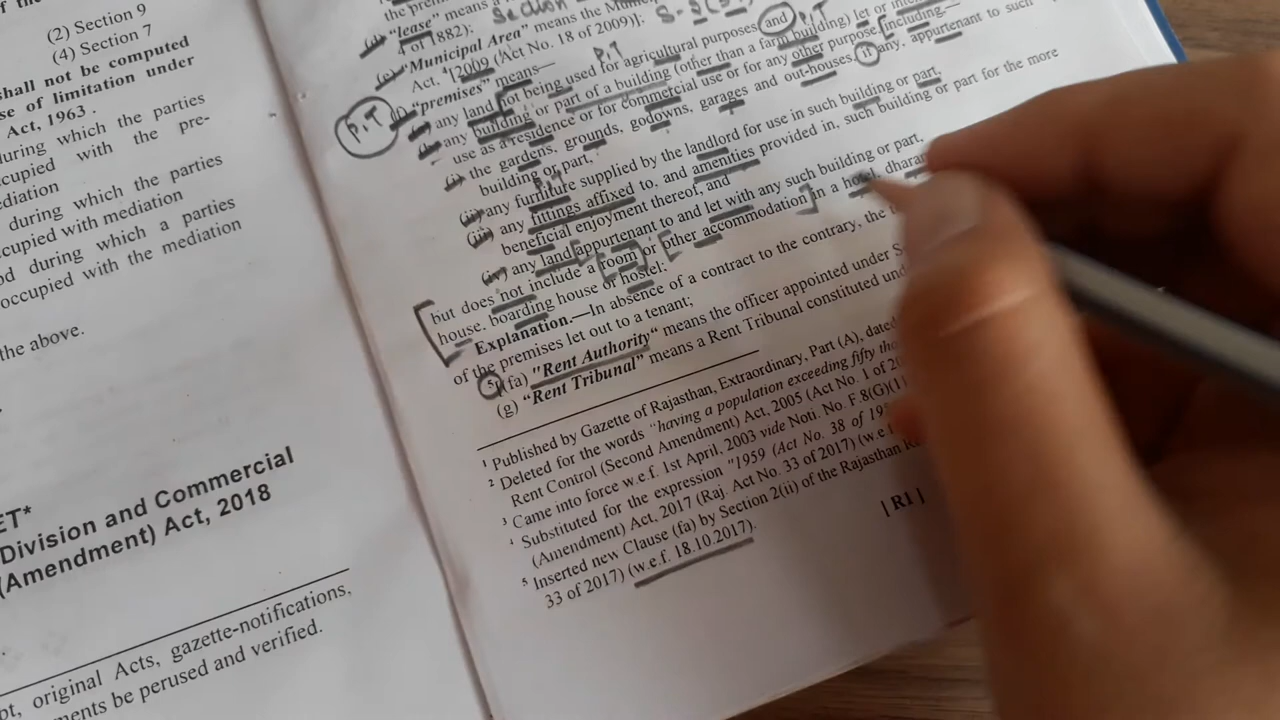 (2) Section 9
(4) Section 7
shall not be computed
se of limitation under
Act, 1963.
during which the parties
ccupied with the pre-
ediation
during which the parties
ccupied with mediation
od during which a parties
occupied with the mediation
the above.
ET*
Division and Commercial
(Amendment) Act, 2018
pt, original Acts, gazette-notifications,
ments be perused and verified.
the prem
Section
"lease" means a
4 of 1882);
"Municipal Area" means the Muni
Act, ⁴[2009 (Act No. 18 of 2009)];
P.T
(f) "premises" means—
P.T
(i) any land not being used for agricultural purposes and
P.T
(ii) any building or part of a building (other than a farm building) let or
use as a residence or for commercial use or for any other purpose, including,—
(i) the gardens, grounds, godowns, garages and out-houses, if any, appurtenant to such
building or part,
(ii) any furniture supplied by the landlord for use in such building or part,
(iii) any fittings affixed to, and amenities provided in, such building or part for the more
beneficial enjoyment thereof, and
(iv) any land appurtenant to and let with any such building or part,
but does not include a room or other accommodation in a hotel,
house, boarding house or hostel;
Explanation.—In absence of a contract to the contrary, the
of the premises let out to a tenant;
⁵[(fa) "Rent Authority" means the officer appointed under
(g) "Rent Tribunal" means a Rent Tribunal constituted
¹ Published by Gazette of Rajasthan, Extraordinary, Part (A), dated
² Deleted for the words "having a population exceeding fifty
Rent Control (Second Amendment) Act, 2005 (Act No. 1 of
³ Came into force w.e.f. 1st April, 2003 vide Noti. No. F.8(G)(1
⁴ Substituted for the expression "1959 (Act No. 38 of
(Amendment) Act, 2017 (Raj. Act No. 33 of 2017) (w.e.
⁵ Inserted new Clause (fa) by Section 2(ii) of the Rajasthan
33 of 2017) (w.e.f. 18.10.2017).
| R1 |